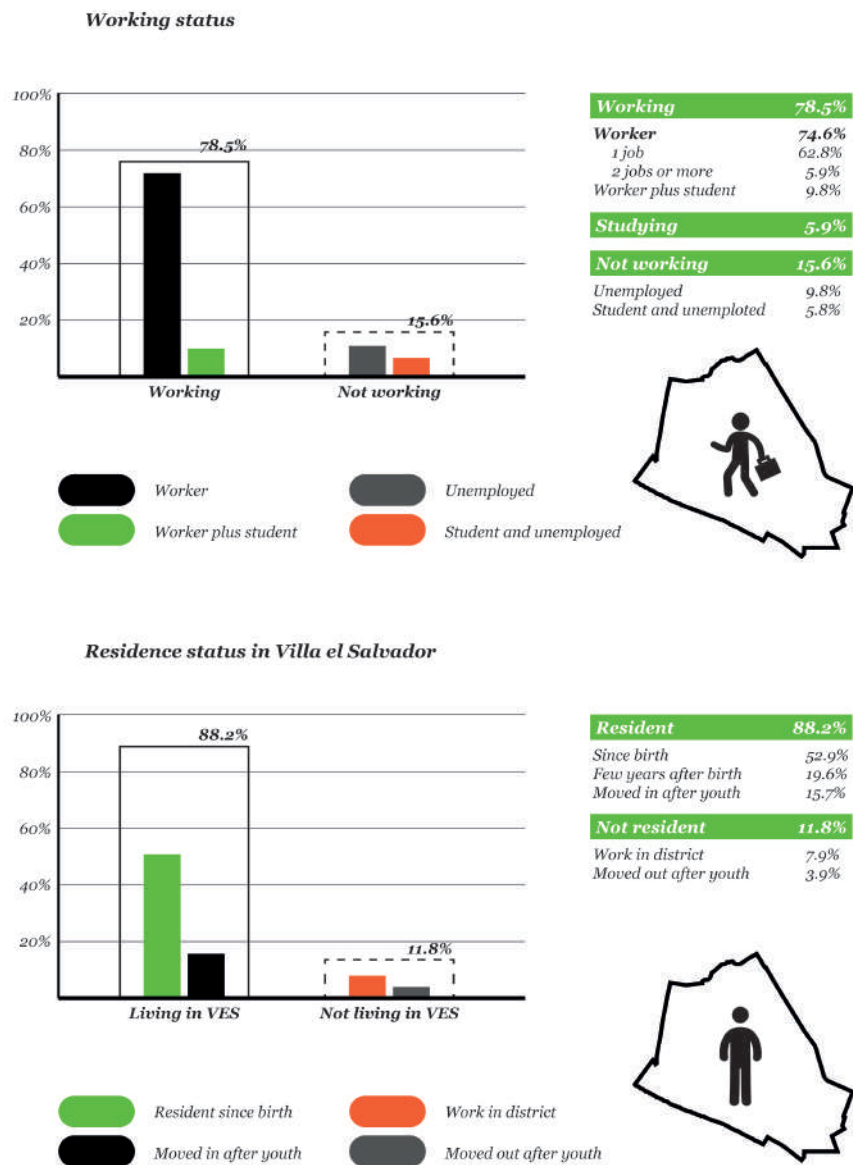 Working status
100%
80%
60%
40%
20%
78.5%
15.6%
Working
Not working
Worker
Unemployed
Worker plus student
Student and unemployed
Working 78.5%
Worker 74.6%
1 job 62.8%
2 jobs or more 5.9%
Worker plus student 9.8%
Studying 5.9%
Not working 15.6%
Unemployed 9.8%
Student and unemploted 5.8%
Residence status in Villa el Salvador
100%
80%
60%
40%
20%
88.2%
11.8%
Living in VES
Not living in VES
Resident since birth
Work in district
Moved in after youth
Moved out after youth
Resident 88.2%
Since birth 52.9%
Few years after birth 19.6%
Moved in after youth 15.7%
Not resident 11.8%
Work in district 7.9%
Moved out after youth 3.9%